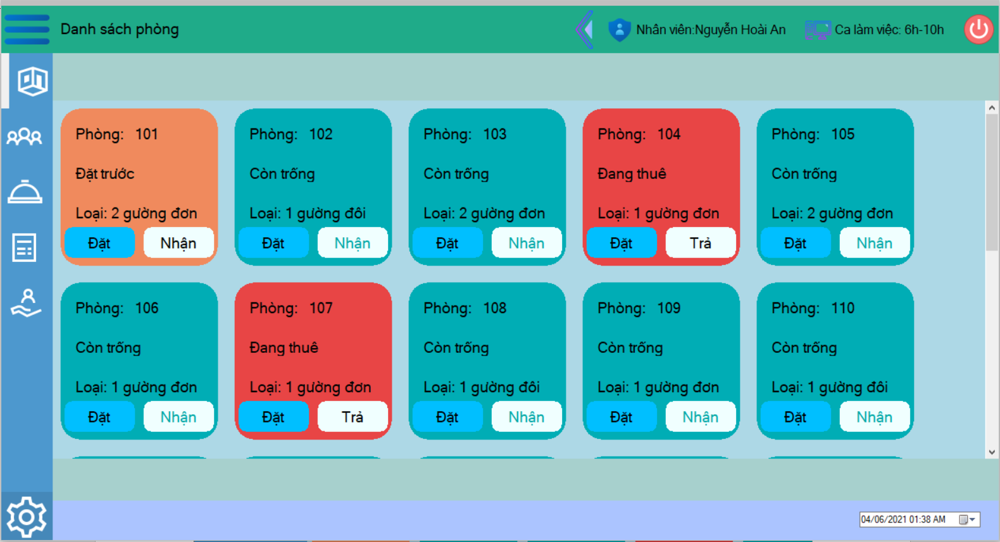 Danh sách phòng
Nhân viên:Nguyễn Hoài An
Ca làm việc: 6h-10h
Phòng: 101
Đặt trước
Loại: 2 gường đơn
Đặt Nhận
Phòng: 102
Còn trống
Loại: 1 gường đôi
Đặt Nhận
Phòng: 103
Còn trống
Loại: 2 gường đơn
Đặt Nhận
Phòng: 104
Đang thuê
Loại: 1 gường đơn
Đặt Trả
Phòng: 105
Còn trống
Loại: 2 gường đơn
Đặt Nhận
Phòng: 106
Còn trống
Loại: 1 gường đơn
Đặt Nhận
Phòng: 107
Đang thuê
Loại: 1 gường đơn
Đặt Trả
Phòng: 108
Còn trống
Loại: 1 gường đôi
Đặt Nhận
Phòng: 109
Còn trống
Loại: 1 gường đơn
Đặt Nhận
Phòng: 110
Còn trống
Loại: 1 gường đôi
Đặt Nhận
04/06/2021 01:38 AM